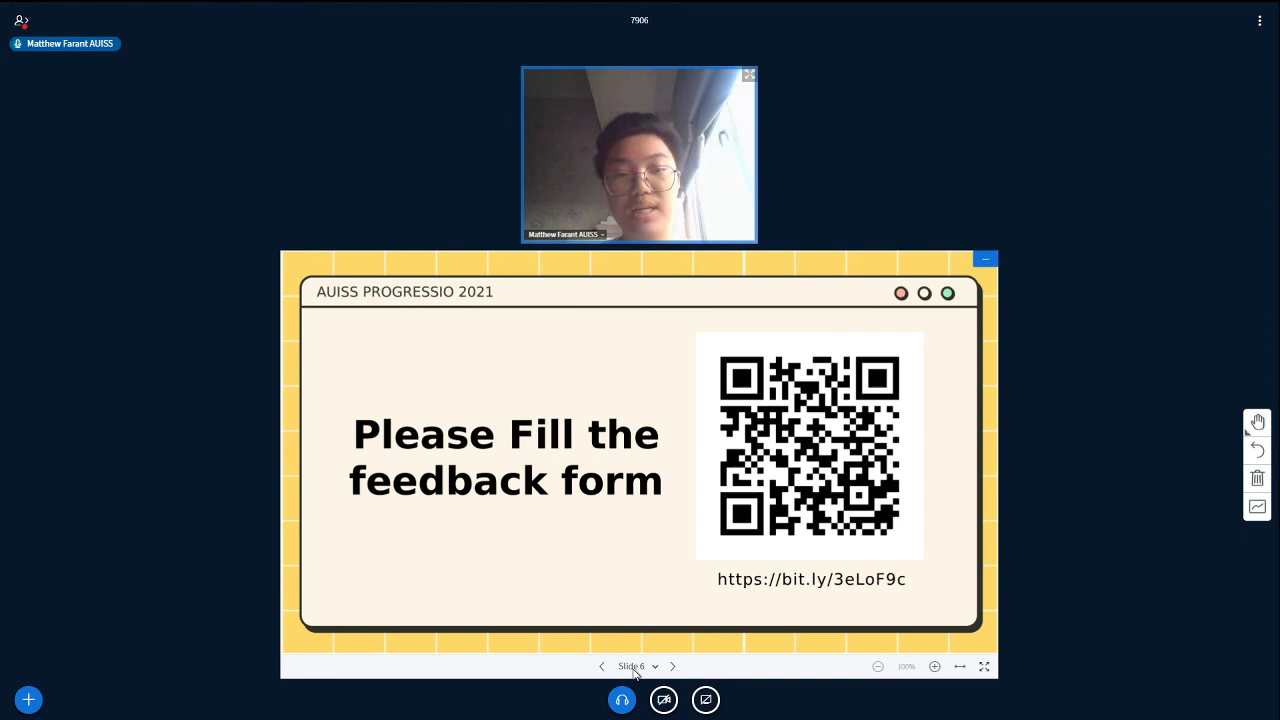 7906
Matthew Farant AUISS
Matthew Farant AUISS
AUISS PROGRESSIO 2021
Please Fill the
feedback form
https://bit.ly/3eLoF9c
Slide 6
100%